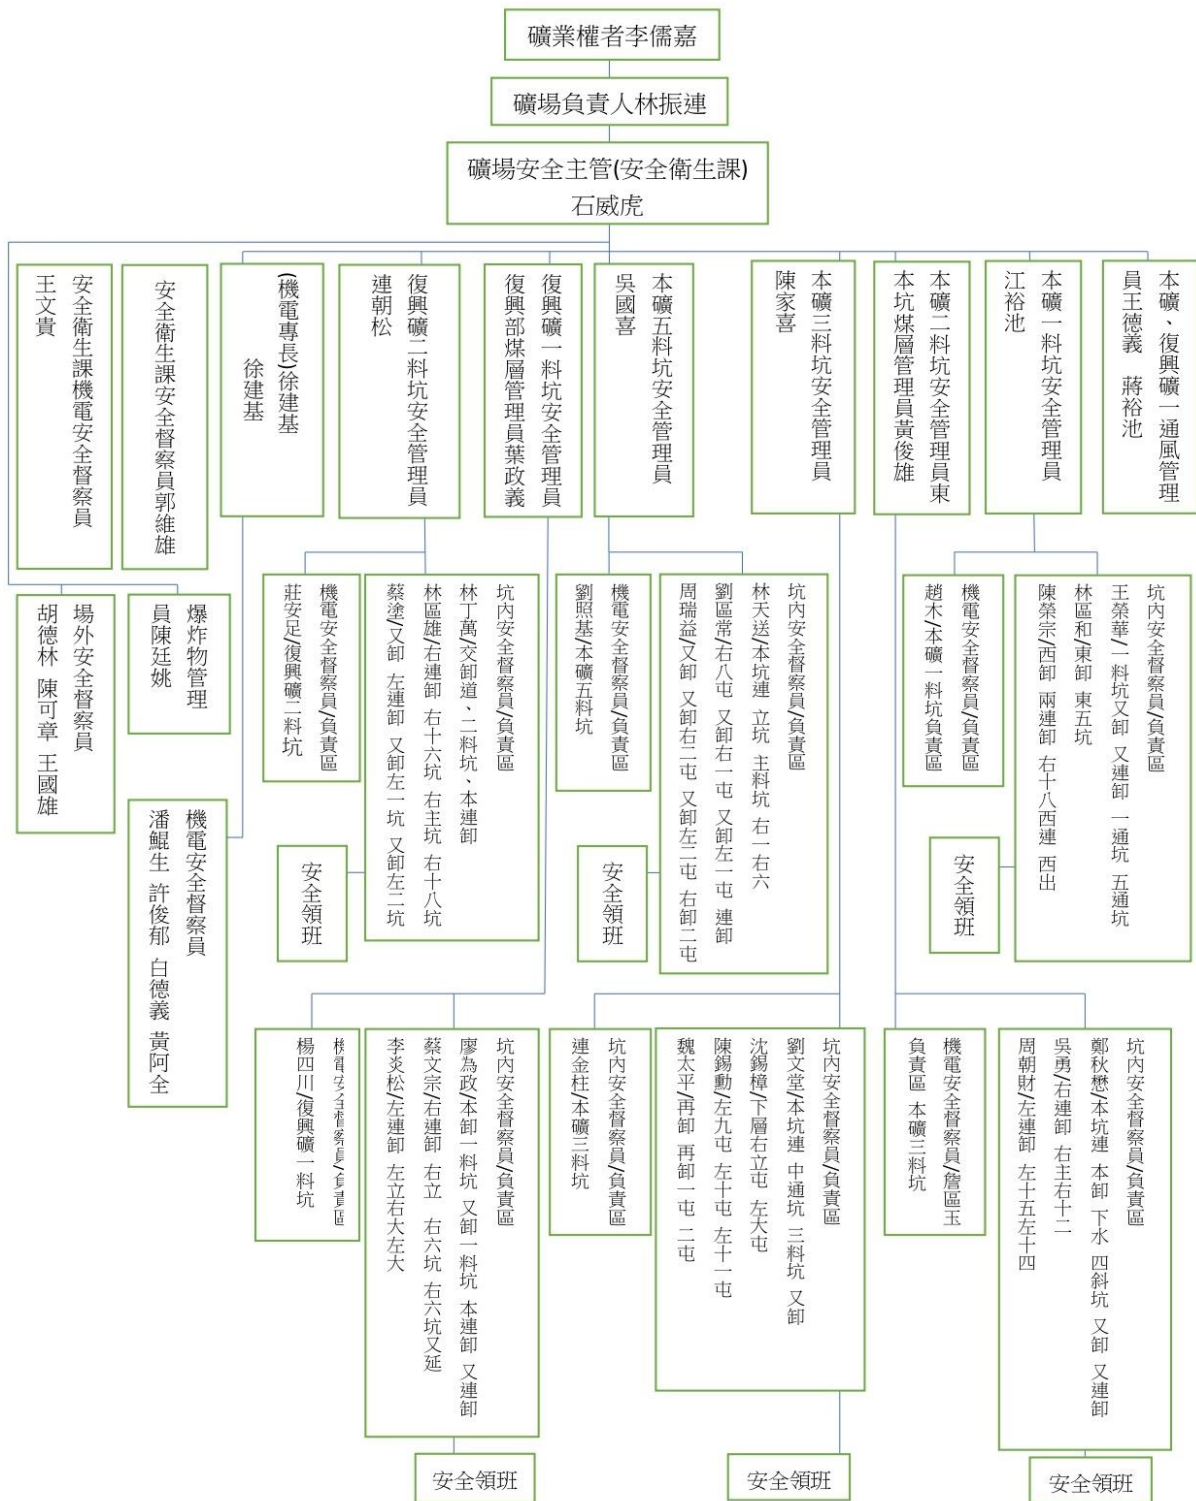 礦業權者李儒嘉
礦場負責人林振連
礦場安全主管(安全衛生課)
石威虎
本礦、復興礦一通風管理
員王德義 蔣裕池
本礦一料坑安全管理員
江裕池
本礦二料坑安全管理員東
本坑煤層管理員黃俊雄
本礦三料坑安全管理員
陳家喜
本礦五料坑安全管理員
吳國喜
復興礦一料坑安全管理員
復興部煤層管理員葉政義
復興礦二料坑安全管理員
連朝松
(機電專長)徐建基
徐建基
安全衛生課安全督察員郭維雄
安全衛生課機電安全督察員
王文貴
坑內安全督察員/負責區
王榮華/一料坑又卸 又連卸 一通坑 五通坑
林區和/東卸 東五坑
陳榮宗/西卸 兩連卸 右十八西連 西出
機電安全督察員/負責區
趙木/本礦一料坑負責區
安全領班
坑內安全督察員/負責區
林天送/本坑連 立坑 主料坑 右一右六
劉區常/右八屯 又卸右一屯 又卸左一屯 連卸
周瑞益/又卸 又卸右二屯 又卸左二屯 右卸二屯
機電安全督察員/負責區
劉照基/本礦五料坑
安全領班
坑內安全督察員/負責區
林丁萬/交卸道、二料坑、本連卸
林區雄/右連卸 右十六坑 右主坑 右十八坑
蔡塗/又卸 左連卸 又卸左一坑 又卸左二坑
機電安全督察員/負責區
莊安足/復興礦二料坑
安全領班
爆炸物管理
員陳廷姚
場外安全督察員
胡德林 陳可章 王國雄
機電安全督察員
潘鯤生 許俊郁 白德義 黃阿全
坑內安全督察員/負責區
鄭秋懋/本坑連 本卸 下水 四斜坑 又卸 又連卸
吳勇/右連卸 右主右十二
周朝財/左連卸 左十五左十四
機電安全督察員/詹區玉
負責區 本礦三料坑
坑內安全督察員/負責區
劉文堂/本坑連 中通坑 三料坑 又卸
沈錫樟/下層右立屯 左大屯
陳錫勳/左九屯 左十屯 左十一屯
魏太平/再卸 再卸一屯 二屯
坑內安全督察員/負責區
連金柱/本礦三料坑
坑內安全督察員/負責區
廖為政/本卸一料坑 又卸一料坑 本連卸 又連卸
蔡文宗/右連卸 右立 右六坑 右六坑又延
李炎松/左連卸 左立右大左大
機電安全督察員/負責區
楊四川/復興礦一料坑
安全領班
安全領班
安全領班